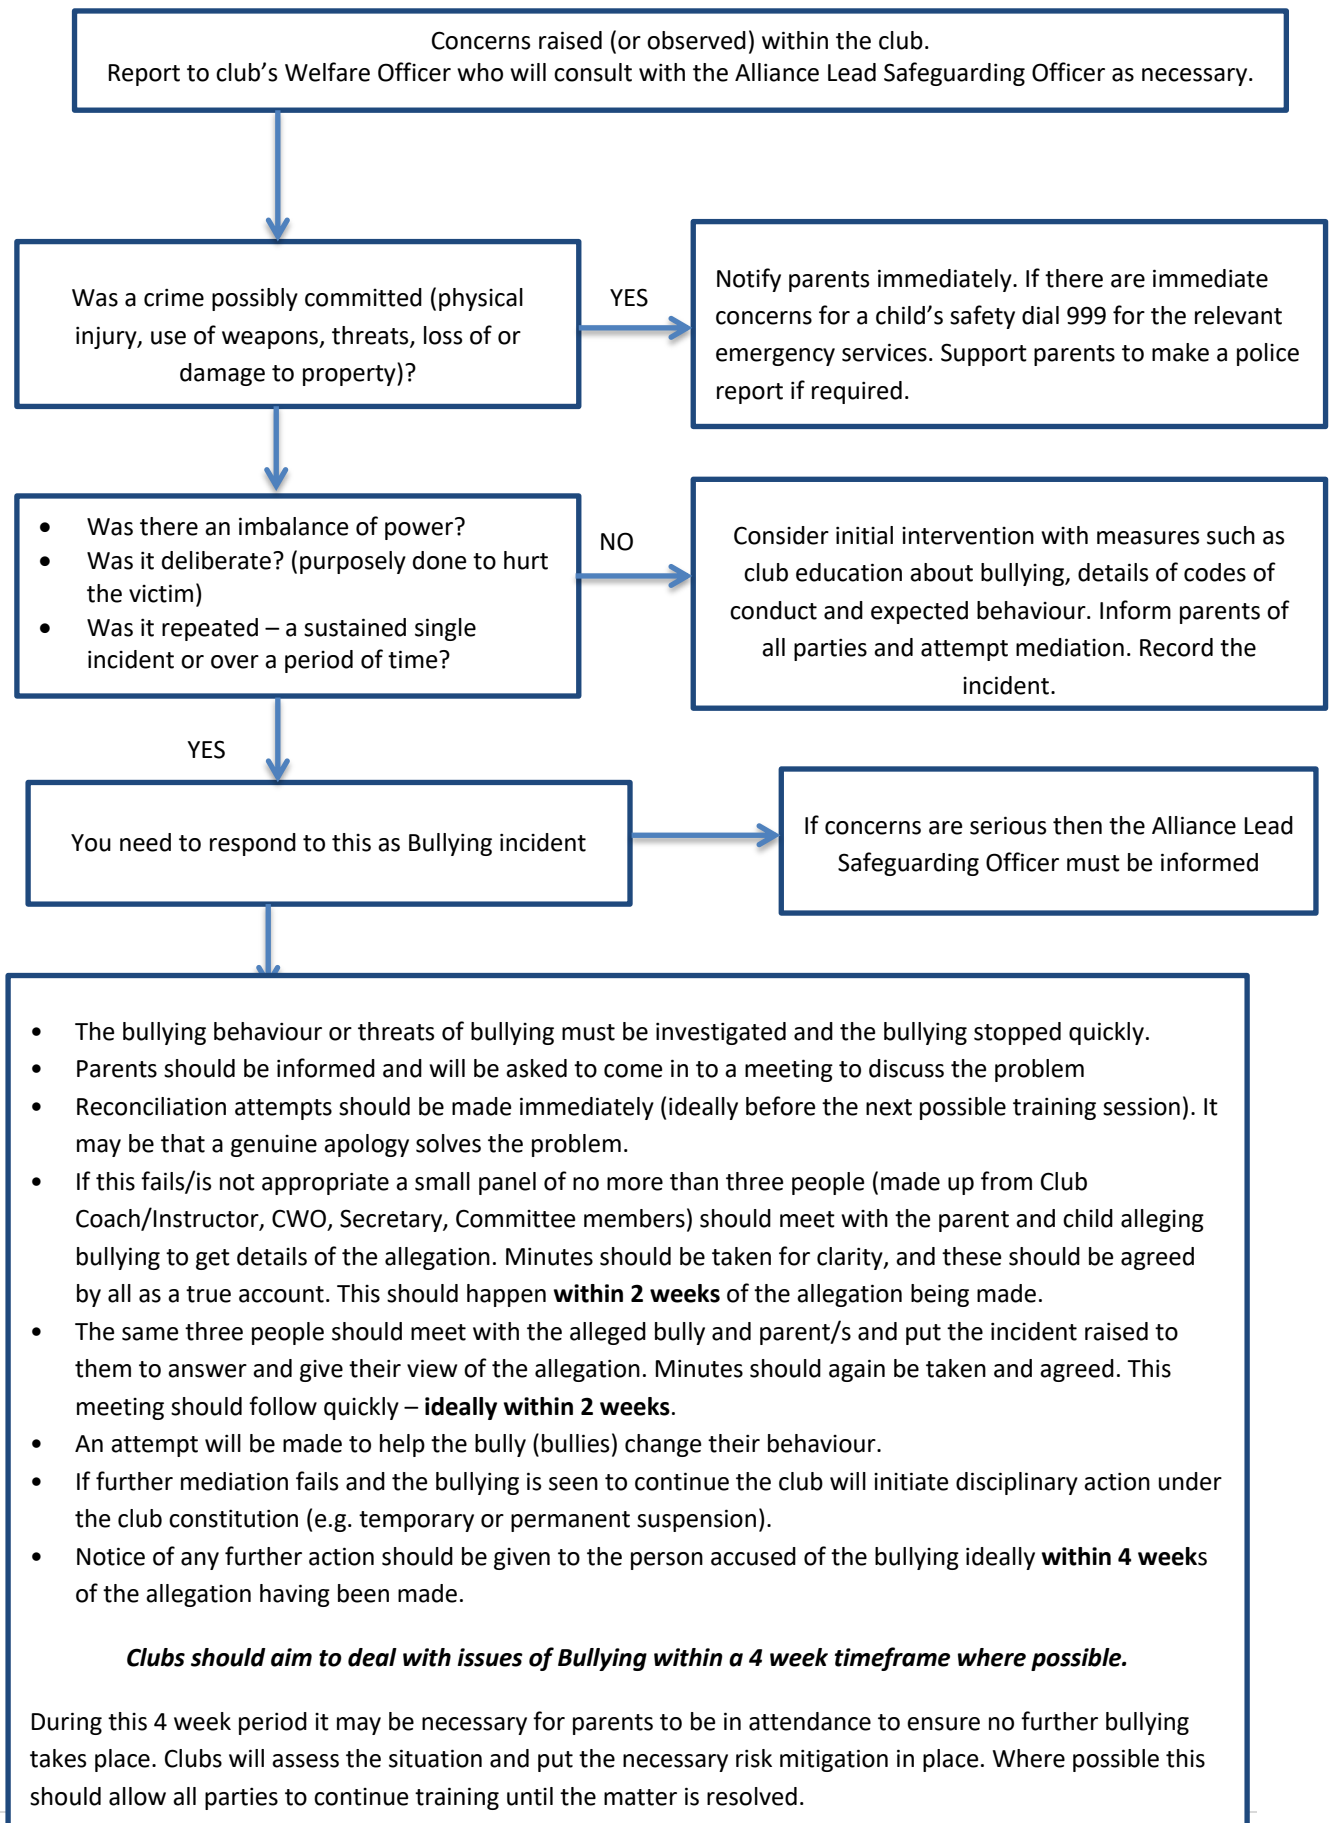 Concerns raised (or observed) within the club.
Report to club's Welfare Officer who will consult with the Alliance Lead Safeguarding Officer as necessary.
Was a crime possibly committed (physical
injury, use of weapons, threats, loss of or
damage to property)?
YES
Notify parents immediately. If there are immediate
concerns for a child's safety dial 999 for the relevant
emergency services. Support parents to make a police
report if required.
• Was there an imbalance of power?
• Was it deliberate? (purposely done to hurt
the victim)
• Was it repeated – a sustained single
incident or over a period of time?
NO
Consider initial intervention with measures such as
club education about bullying, details of codes of
conduct and expected behaviour. Inform parents of
all parties and attempt mediation. Record the
incident.
YES
You need to respond to this as Bullying incident
If concerns are serious then the Alliance Lead
Safeguarding Officer must be informed
• The bullying behaviour or threats of bullying must be investigated and the bullying stopped quickly.
• Parents should be informed and will be asked to come in to a meeting to discuss the problem
• Reconciliation attempts should be made immediately (ideally before the next possible training session). It
may be that a genuine apology solves the problem.
• If this fails/is not appropriate a small panel of no more than three people (made up from Club
Coach/Instructor, CWO, Secretary, Committee members) should meet with the parent and child alleging
bullying to get details of the allegation. Minutes should be taken for clarity, and these should be agreed
by all as a true account. This should happen within 2 weeks of the allegation being made.
• The same three people should meet with the alleged bully and parent/s and put the incident raised to
them to answer and give their view of the allegation. Minutes should again be taken and agreed. This
meeting should follow quickly – ideally within 2 weeks.
• An attempt will be made to help the bully (bullies) change their behaviour.
• If further mediation fails and the bullying is seen to continue the club will initiate disciplinary action under
the club constitution (e.g. temporary or permanent suspension).
• Notice of any further action should be given to the person accused of the bullying ideally within 4 weeks
of the allegation having been made.
Clubs should aim to deal with issues of Bullying within a 4 week timeframe where possible.
During this 4 week period it may be necessary for parents to be in attendance to ensure no further bullying
takes place. Clubs will assess the situation and put the necessary risk mitigation in place. Where possible this
should allow all parties to continue training until the matter is resolved.